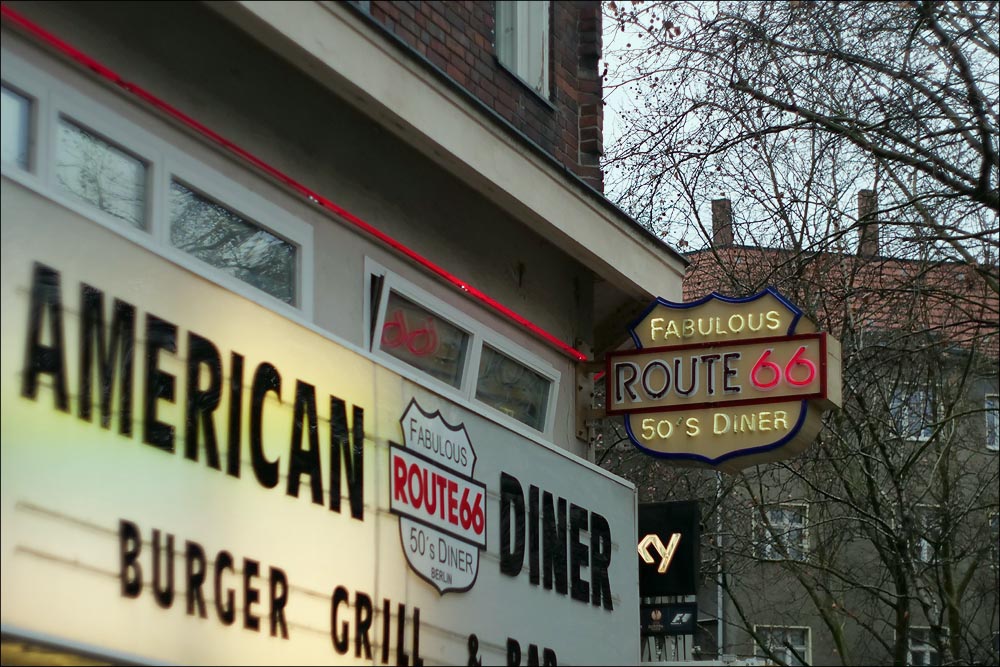 AMERICAN
FABULOUS
ROUTE 66
50's DINER
BERLIN
DINER
BURGER GRILL & BAR
FABULOUS
ROUTE 66
50'S DINER